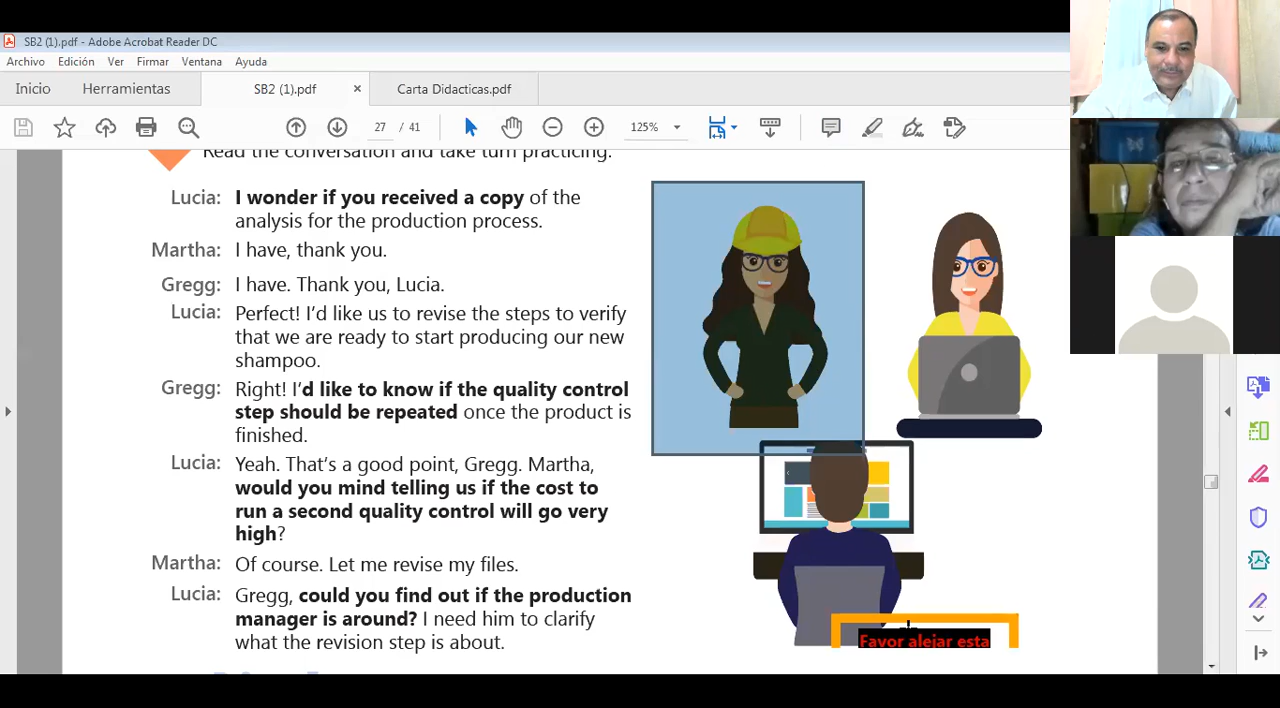 SB2 (1).pdf - Adobe Acrobat Reader DC
Archivo Edición Ver Firmar Ventana Ayuda
Inicio Herramientas SB2 (1).pdf × Carta Didacticas.pdf
27 / 41 125%
Read the conversation and take turn practicing.
Lucia: I wonder if you received a copy of the
analysis for the production process.
Martha: I have, thank you.
Gregg: I have. Thank you, Lucia.
Lucia: Perfect! I'd like us to revise the steps to verify
that we are ready to start producing our new
shampoo.
Gregg: Right! I'd like to know if the quality control
step should be repeated once the product is
finished.
Lucia: Yeah. That's a good point, Gregg. Martha,
would you mind telling us if the cost to
run a second quality control will go very
high?
Martha: Of course. Let me revise my files.
Lucia: Gregg, could you find out if the production
manager is around? I need him to clarify
what the revision step is about.
Favor alejar esta